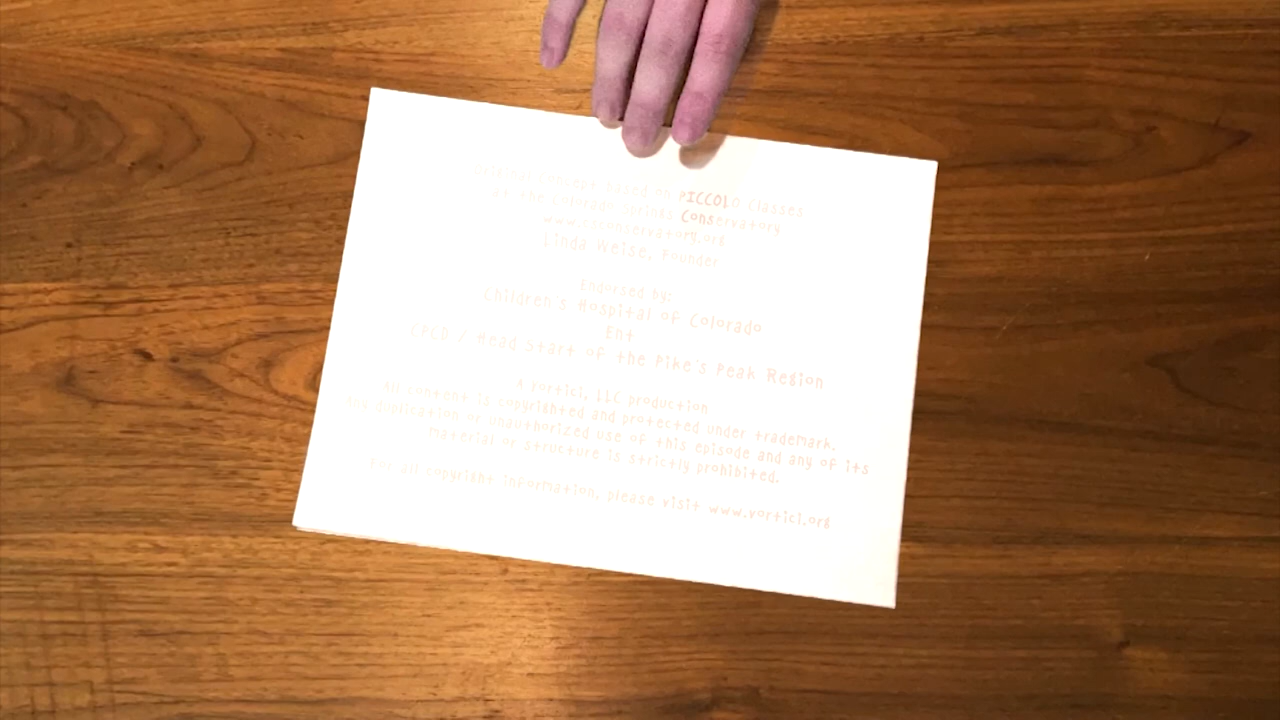 Original concept based on PICCOLO Classes
at the Colorado Springs Conservatory
www.csconservatory.org
Linda Weise, Founder
Endorsed by:
Children's Hospital of Colorado
Ent
CPCD / Head Start of the Pike's Peak Region
A Vortici, LLC production
All content is copyrighted and protected under trademark.
Any duplication or unauthorized use of this episode and any of its
material or structure is strictly prohibited.
For all copyright information, please visit www.vortici.org